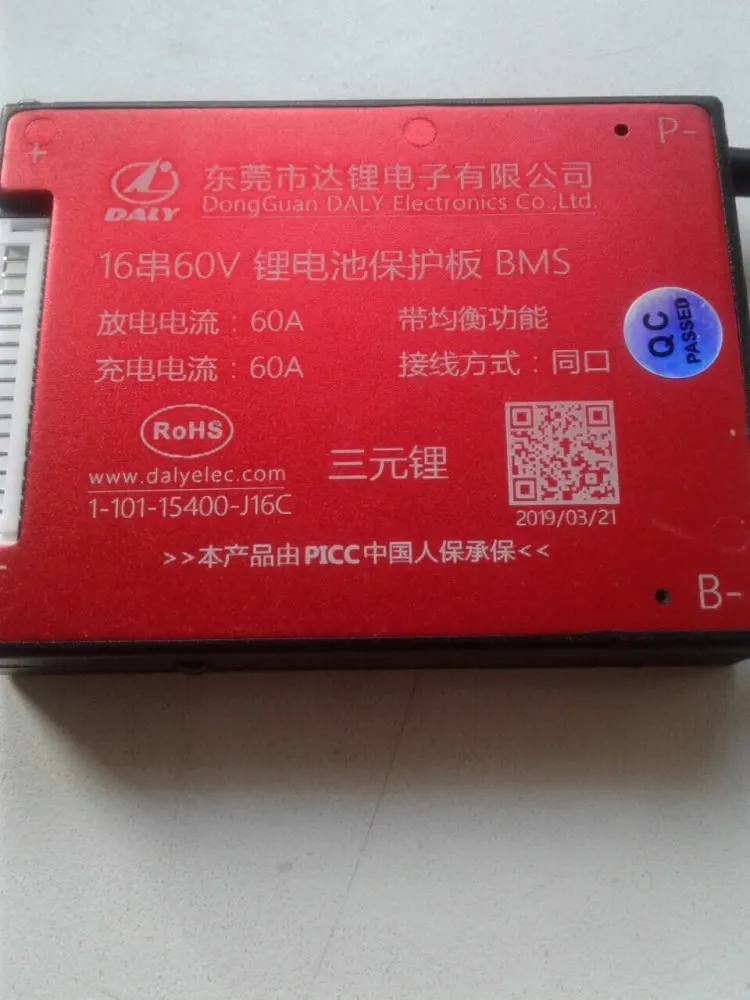 +
P-
DALY
东莞市达锂电子有限公司
DongGuan DALY Electronics Co.,Ltd.
16串60V 锂电池保护板 BMS
放电电流：60A
带均衡功能
充电电流：60A
接线方式：同口
QC
PASSED
RoHS
www.dalyelec.com
1-101-15400-J16C
三元锂
2019/03/21
>>本产品由PICC中国人保承保<<
-
B-